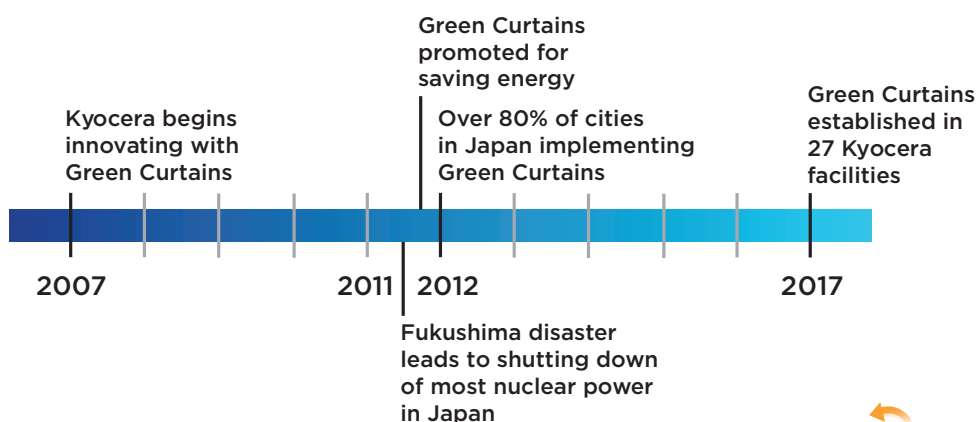 Green Curtains
promoted for
saving energy
Kyocera begins
innovating with
Green Curtains
Over 80% of cities
in Japan implementing
Green Curtains
Green Curtains
established in
27 Kyocera
facilities
2007
2011
2012
2017
Fukushima disaster
leads to shutting down
of most nuclear power
in Japan